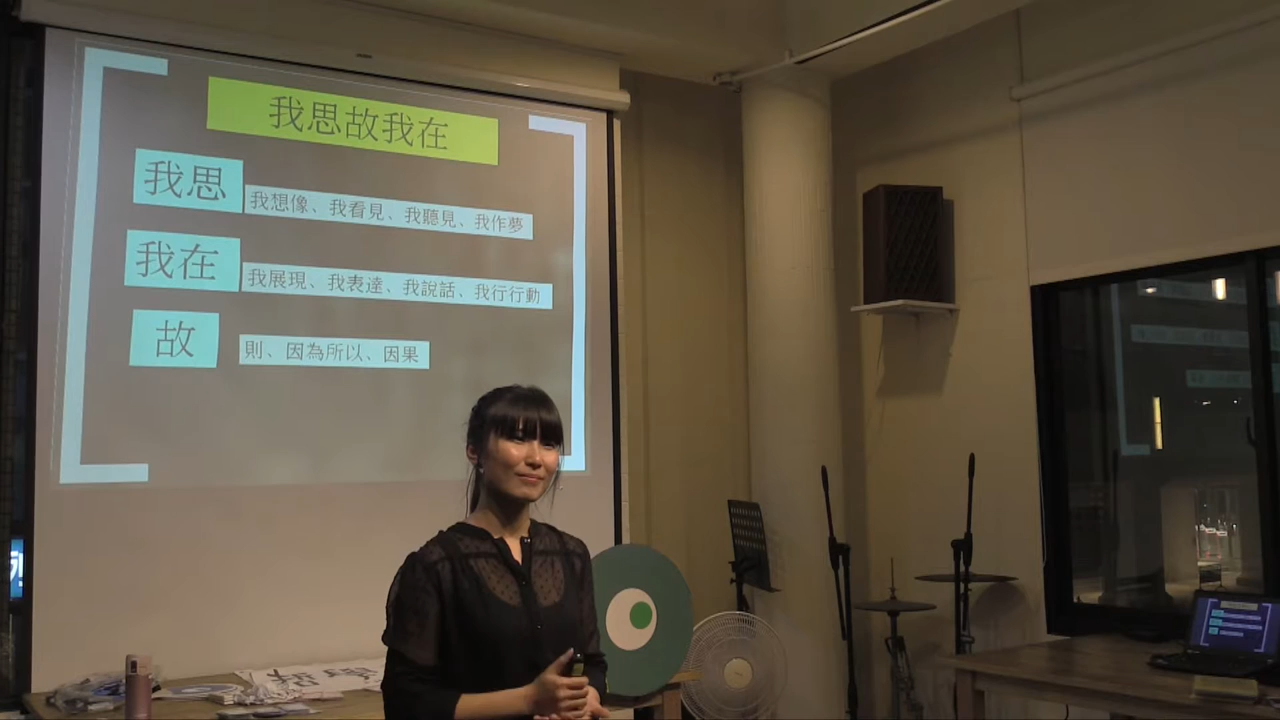 我思故我在
我思 我想像、我看見、我聽見、我作夢
我在 我展現、我表達、我說話、我行行動
故 則、因為所以、因果